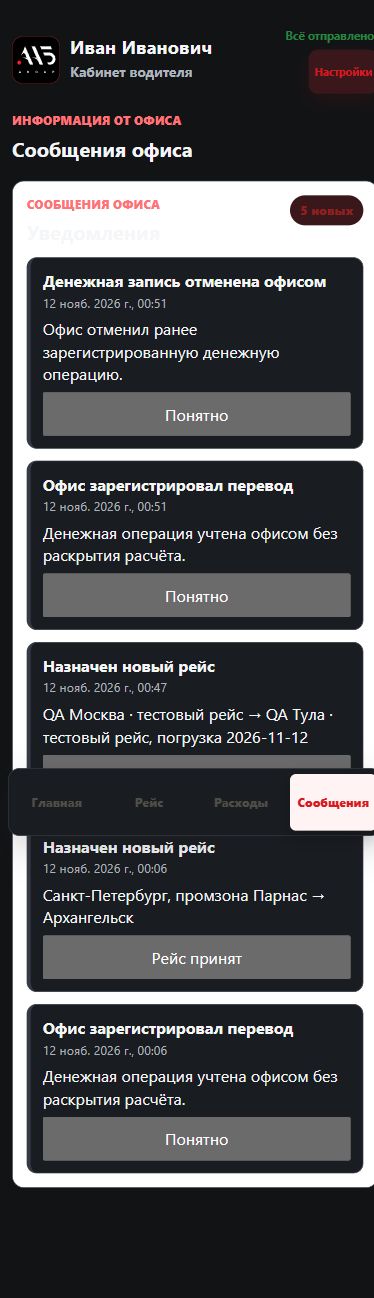 Всё отправлено
Иван Иванович
Кабинет водителя
Настройки
ИНФОРМАЦИЯ ОТ ОФИСА
Сообщения офиса
СООБЩЕНИЯ ОФИСА
5 новых
Уведомления
Денежная запись отменена офисом
12 нояб. 2026 г., 00:51
Офис отменил ранее
зарегистрированную денежную
операцию.
Понятно
Офис зарегистрировал перевод
12 нояб. 2026 г., 00:51
Денежная операция учтена офисом без
раскрытия расчёта.
Понятно
Назначен новый рейс
12 нояб. 2026 г., 00:47
QA Москва · тестовый рейс → QA Тула ·
тестовый рейс, погрузка 2026-11-12
Главная
Рейс
Расходы
Сообщения
Назначен новый рейс
12 нояб. 2026 г., 00:06
Санкт-Петербург, промзона Парнас →
Архангельск
Рейс принят
Офис зарегистрировал перевод
12 нояб. 2026 г., 00:06
Денежная операция учтена офисом без
раскрытия расчёта.
Понятно